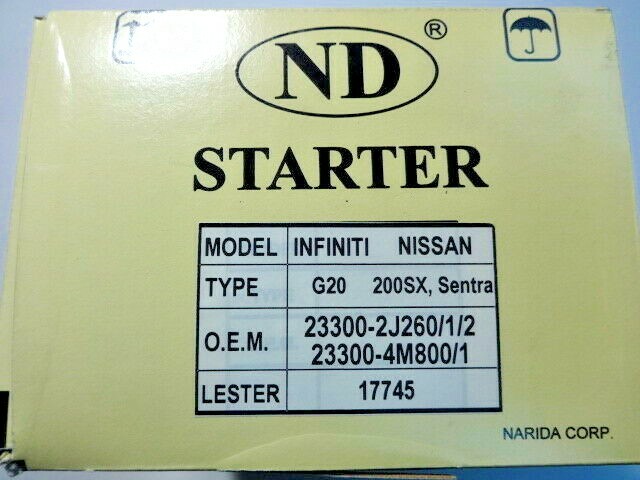 ND ®
STARTER
MODEL INFINITI NISSAN
TYPE G20 200SX, Sentra
O.E.M. 23300-2J260/1/2
23300-4M800/1
LESTER 17745
NARIDA CORP.